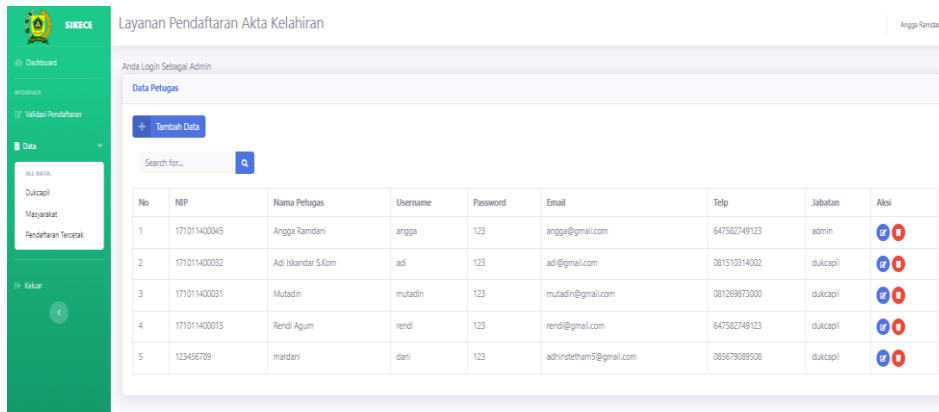 SIKECE
Layanan Pendaftaran Akta Kelahiran
Angga Ramdan
Dashboard
INTERFACE
Validasi Pendaftaran
Data
ALL DATA:
Dukcapil
Masyarakat
Pendaftaran Tercetak
Keluar
Anda Login Sebagai Admin
Data Petugas
+ Tambah Data
Search for...
No NIP Nama Petugas Username Password Email Telp Jabatan Aksi
1 171011400045 Angga Ramdani angga 123 angga@gmail.com 647582749123 admin
2 171011400032 Adi Iskandar S.Kom adi 123 adi@gmail.com 081510314002 dukcapil
3 171011400031 Mutadin mutadin 123 mutadin@gmail.com 081269873000 dukcapil
4 171011400015 Rendi Agum rendi 123 rendi@gmail.com 647582749123 dukcapil
5 123456789 mardani dani 123 adhinstetham5@gmail.com 085679089508 dukcapil